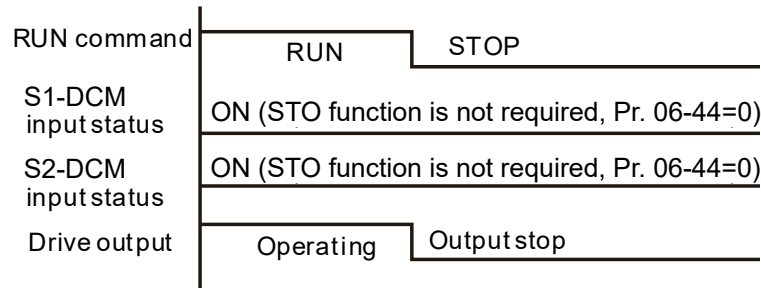 RUN command
RUN
STOP
S1-DCM
input status
ON (STO function is not required, Pr. 06-44=0)
S2-DCM
input status
ON (STO function is not required, Pr. 06-44=0)
Drive output
Operating
Output stop